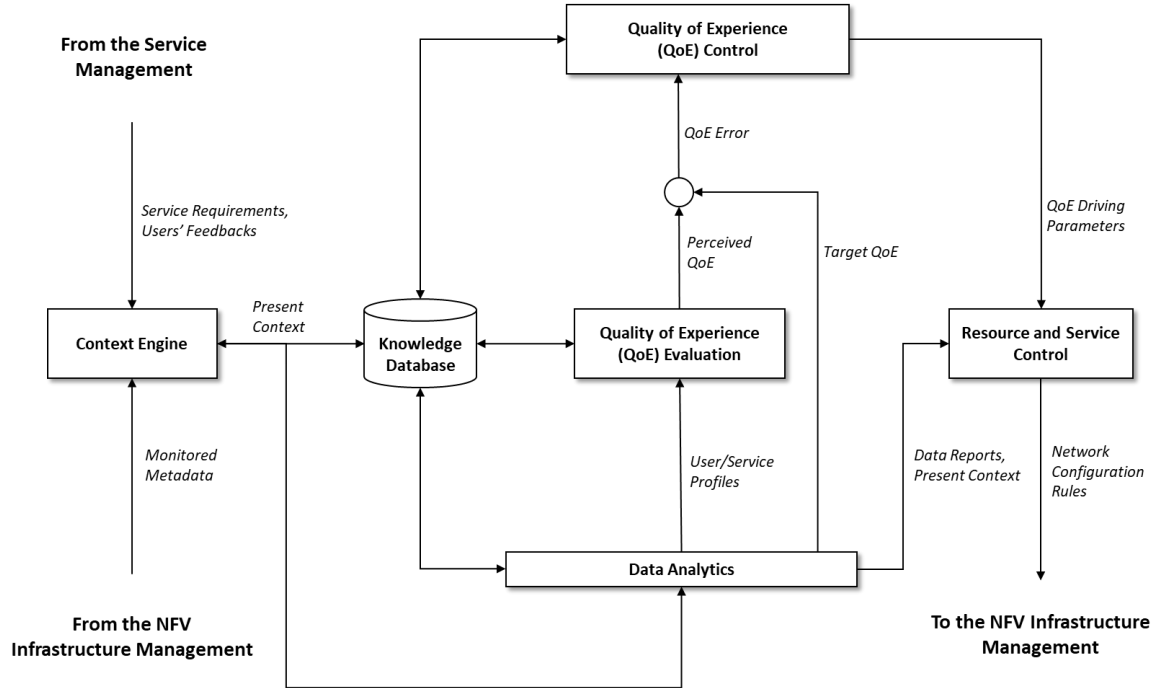 From the Service
Management
Quality of Experience
(QoE) Control
QoE Error
Service Requirements,
Users' Feedbacks
Perceived
QoE
Target QoE
QoE Driving
Parameters
Present
Context
Context Engine
Knowledge
Database
Quality of Experience
(QoE) Evaluation
Resource and Service
Control
Monitored
Metadata
User/Service
Profiles
Data Reports,
Present Context
Network
Configuration
Rules
Data Analytics
From the NFV
Infrastructure Management
To the NFV Infrastructure
Management